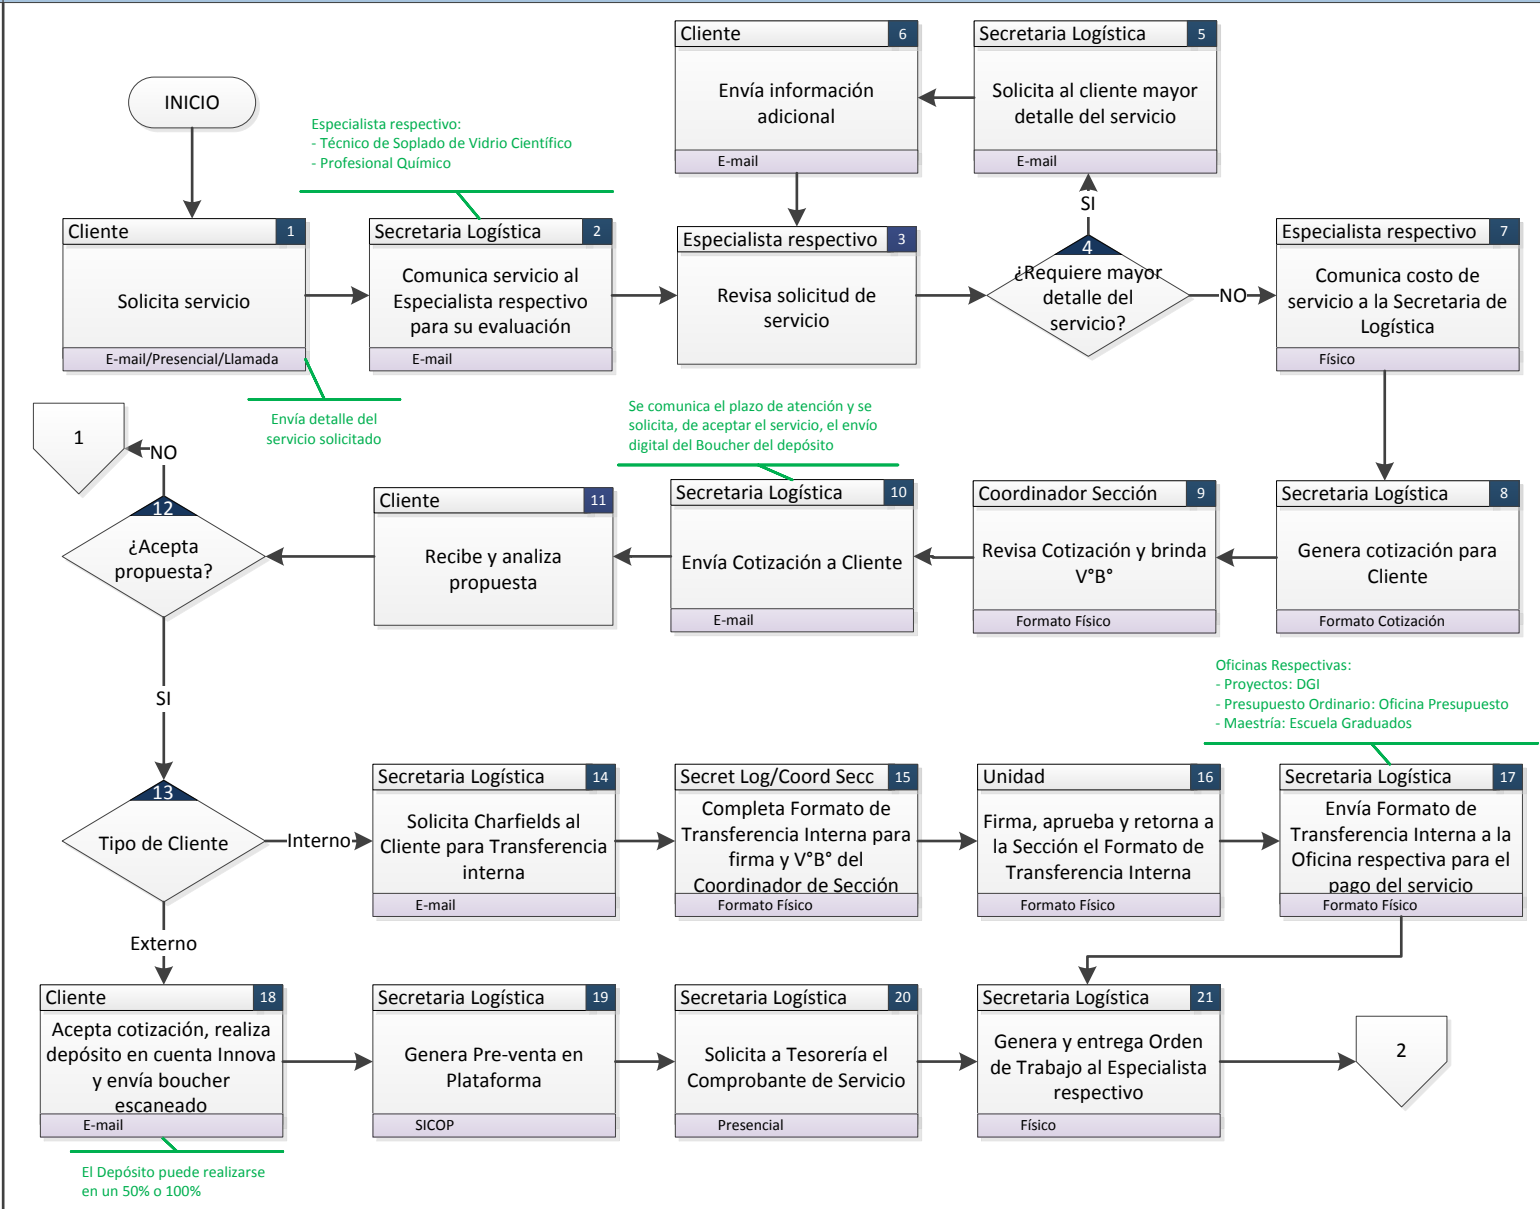 INICIO
Cliente 6
Envía información
adicional
E-mail
Secretaria Logística 5
Solicita al cliente mayor
detalle del servicio
E-mail
Especialista respectivo:
- Técnico de Soplado de Vidrio Científico
- Profesional Químico
Cliente 1
Solicita servicio
E-mail/Presencial/Llamada
Envía detalle del
servicio solicitado
Secretaria Logística 2
Comunica servicio al
Especialista respectivo
para su evaluación
E-mail
Especialista respectivo 3
Revisa solicitud de
servicio
4
¿Requiere mayor
detalle del
servicio?
SI
NO
Especialista respectivo 7
Comunica costo de
servicio a la Secretaria de
Logística
Físico
1
NO
12
¿Acepta
propuesta?
SI
Cliente 11
Recibe y analiza
propuesta
Se comunica el plazo de atención y se
solicita, de aceptar el servicio, el envío
digital del Boucher del depósito
Secretaria Logística 10
Envía Cotización a Cliente
E-mail
Coordinador Sección 9
Revisa Cotización y brinda
V°B°
Formato Físico
Secretaria Logística 8
Genera cotización para
Cliente
Formato Cotización
Oficinas Respectivas:
- Proyectos: DGI
- Presupuesto Ordinario: Oficina Presupuesto
- Maestría: Escuela Graduados
13
Tipo de Cliente
Interno
Externo
Secretaria Logística 14
Solicita Charfields al
Cliente para Transferencia
interna
E-mail
Secret Log/Coord Secc 15
Completa Formato de
Transferencia Interna para
firma y V°B° del
Coordinador de Sección
Formato Físico
Unidad 16
Firma, aprueba y retorna a
la Sección el Formato de
Transferencia Interna
Formato Físico
Secretaria Logística 17
Envía Formato de
Transferencia Interna a la
Oficina respectiva para el
pago del servicio
Formato Físico
Cliente 18
Acepta cotización, realiza
depósito en cuenta Innova
y envía boucher
escaneado
E-mail
El Depósito puede realizarse
en un 50% o 100%
Secretaria Logística 19
Genera Pre-venta en
Plataforma
SICOP
Secretaria Logística 20
Solicita a Tesorería el
Comprobante de Servicio
Presencial
Secretaria Logística 21
Genera y entrega Orden
de Trabajo al Especialista
respectivo
Físico
2